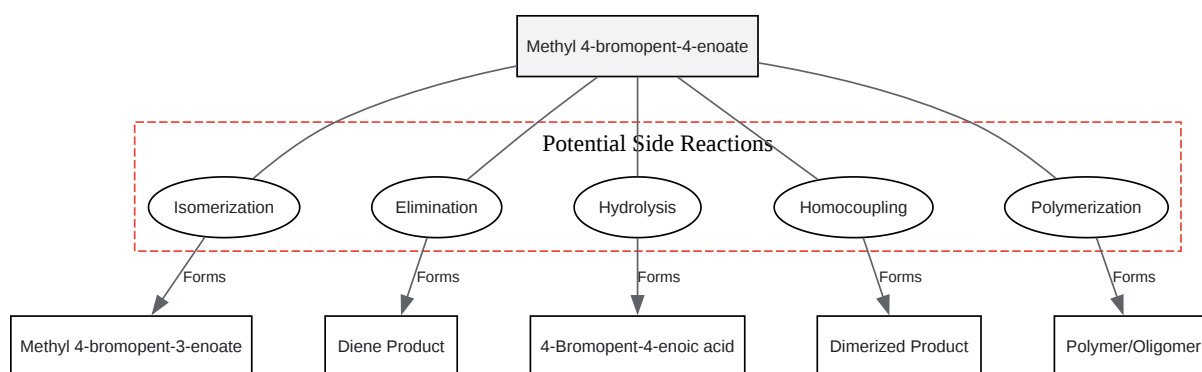 Methyl 4-bromopent-4-enoate
Potential Side Reactions
Isomerization
Elimination
Hydrolysis
Homocoupling
Polymerization
Forms
Forms
Forms
Forms
Forms
Methyl 4-bromopent-3-enoate
Diene Product
4-Bromopent-4-enoic acid
Dimerized Product
Polymer/Oligomer